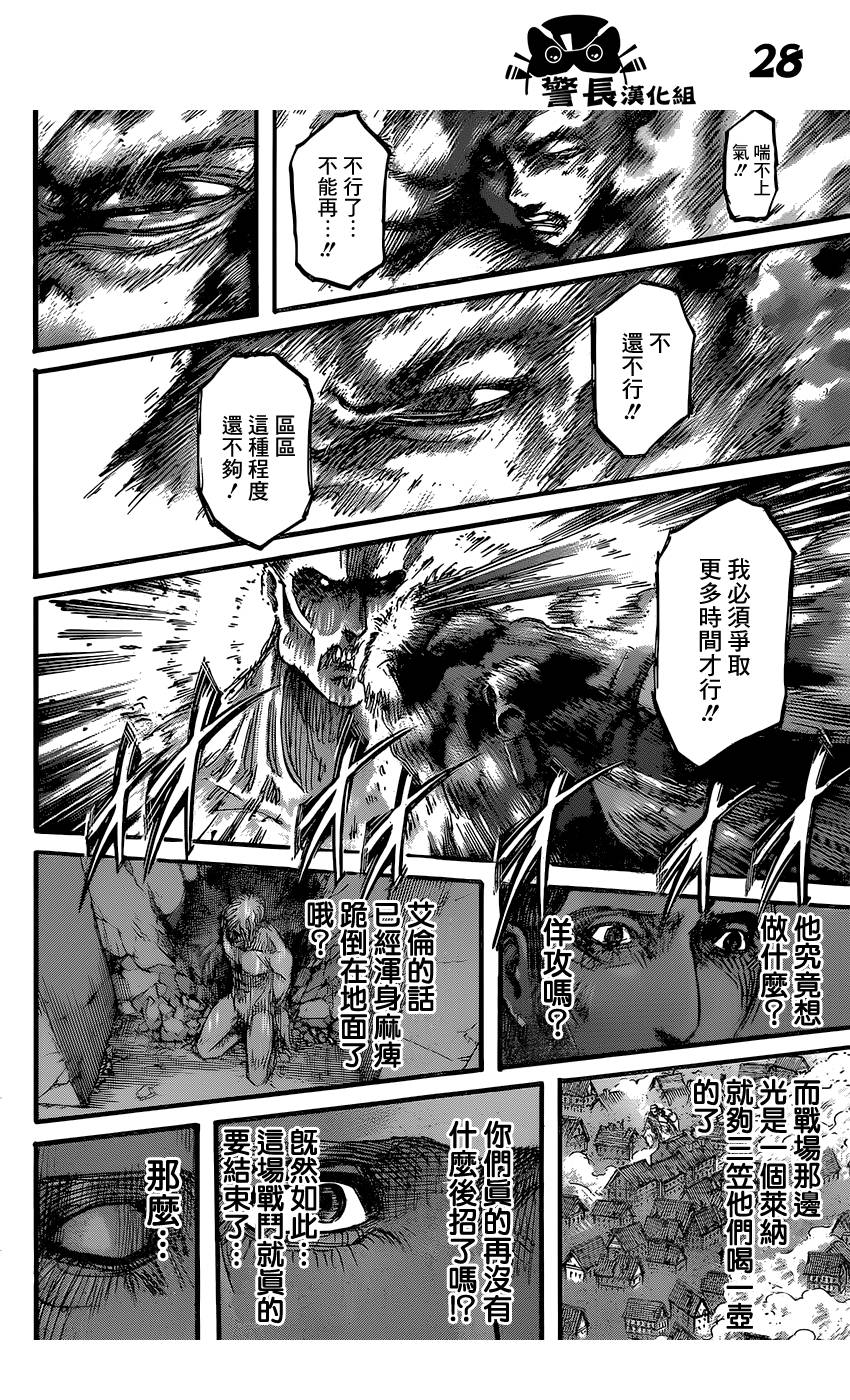 警長漢化組
28
喘不上
氣!!
不行了…
不能再…!!
不
還不行!!
區區
這種程度
還不夠!
我必須爭取
更多時間才行!!
他究竟想
做什麼?
佯攻嗎?
艾倫的話
已經渾身麻痺
跪倒在地面了
哦?
而戰場那邊
光是一個萊納
就夠三笠他們喝一壺
的了
你們真的再沒有
什麼後招了嗎!?
既然如此…
這場戰鬥就真的
要結束了…
那麼…